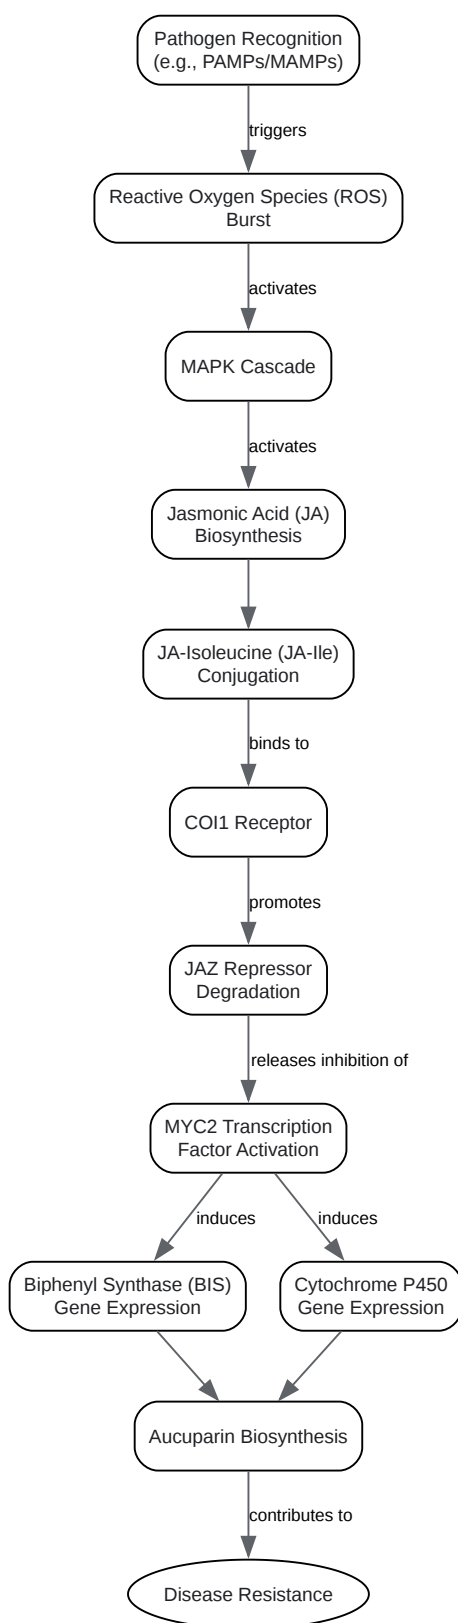 Pathogen Recognition
(e.g., PAMPs/MAMPs)
triggers
Reactive Oxygen Species (ROS)
Burst
activates
MAPK Cascade
activates
Jasmonic Acid (JA)
Biosynthesis
JA-Isoleucine (JA-Ile)
Conjugation
binds to
COI1 Receptor
promotes
JAZ Repressor
Degradation
releases inhibition of
MYC2 Transcription
Factor Activation
induces
induces
Biphenyl Synthase (BIS)
Gene Expression
Cytochrome P450
Gene Expression
Aucuparin Biosynthesis
contributes to
Disease Resistance